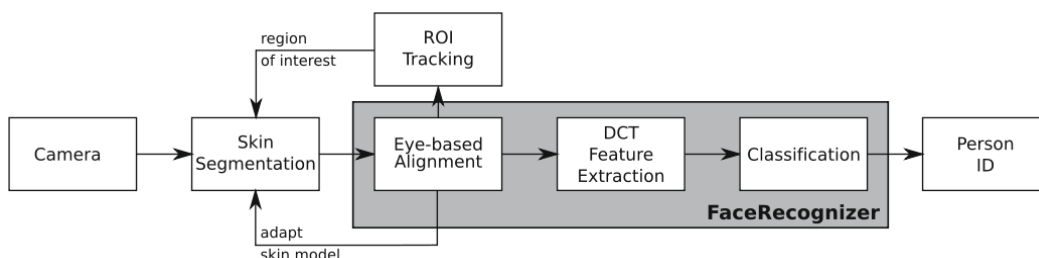 region
of interest
ROI
Tracking
Camera
Skin
Segmentation
Eye-based
Alignment
DCT
Feature
Extraction
Classification
Person
ID
FaceRecognizer
adapt
skin model